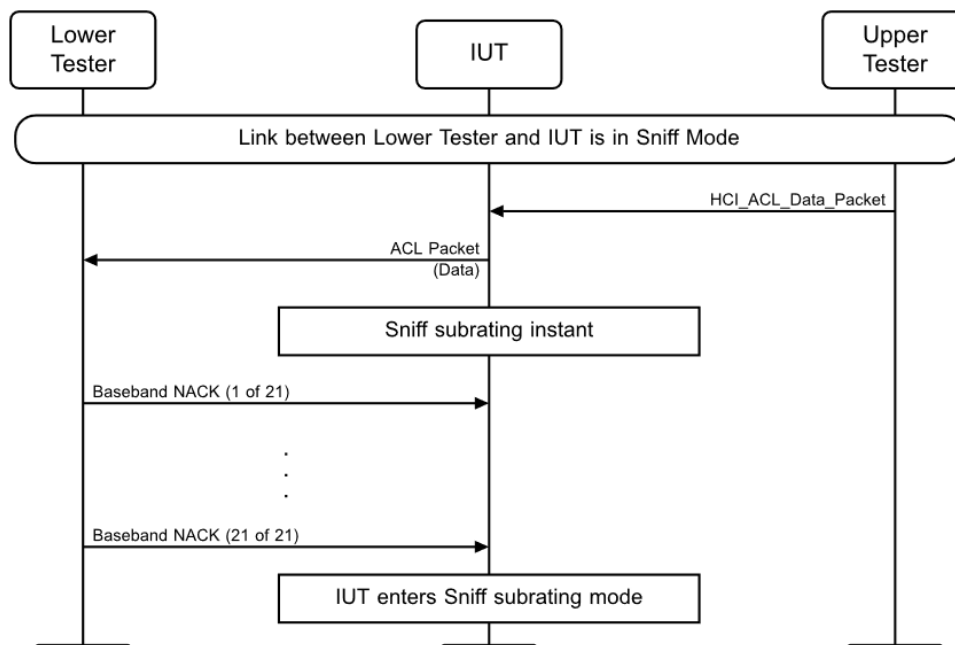 Lower
Tester
IUT
Upper
Tester
Link between Lower Tester and IUT is in Sniff Mode
HCI_ACL_Data_Packet
ACL Packet
(Data)
Sniff subrating instant
Baseband NACK (1 of 21)
.
.
.
Baseband NACK (21 of 21)
IUT enters Sniff subrating mode